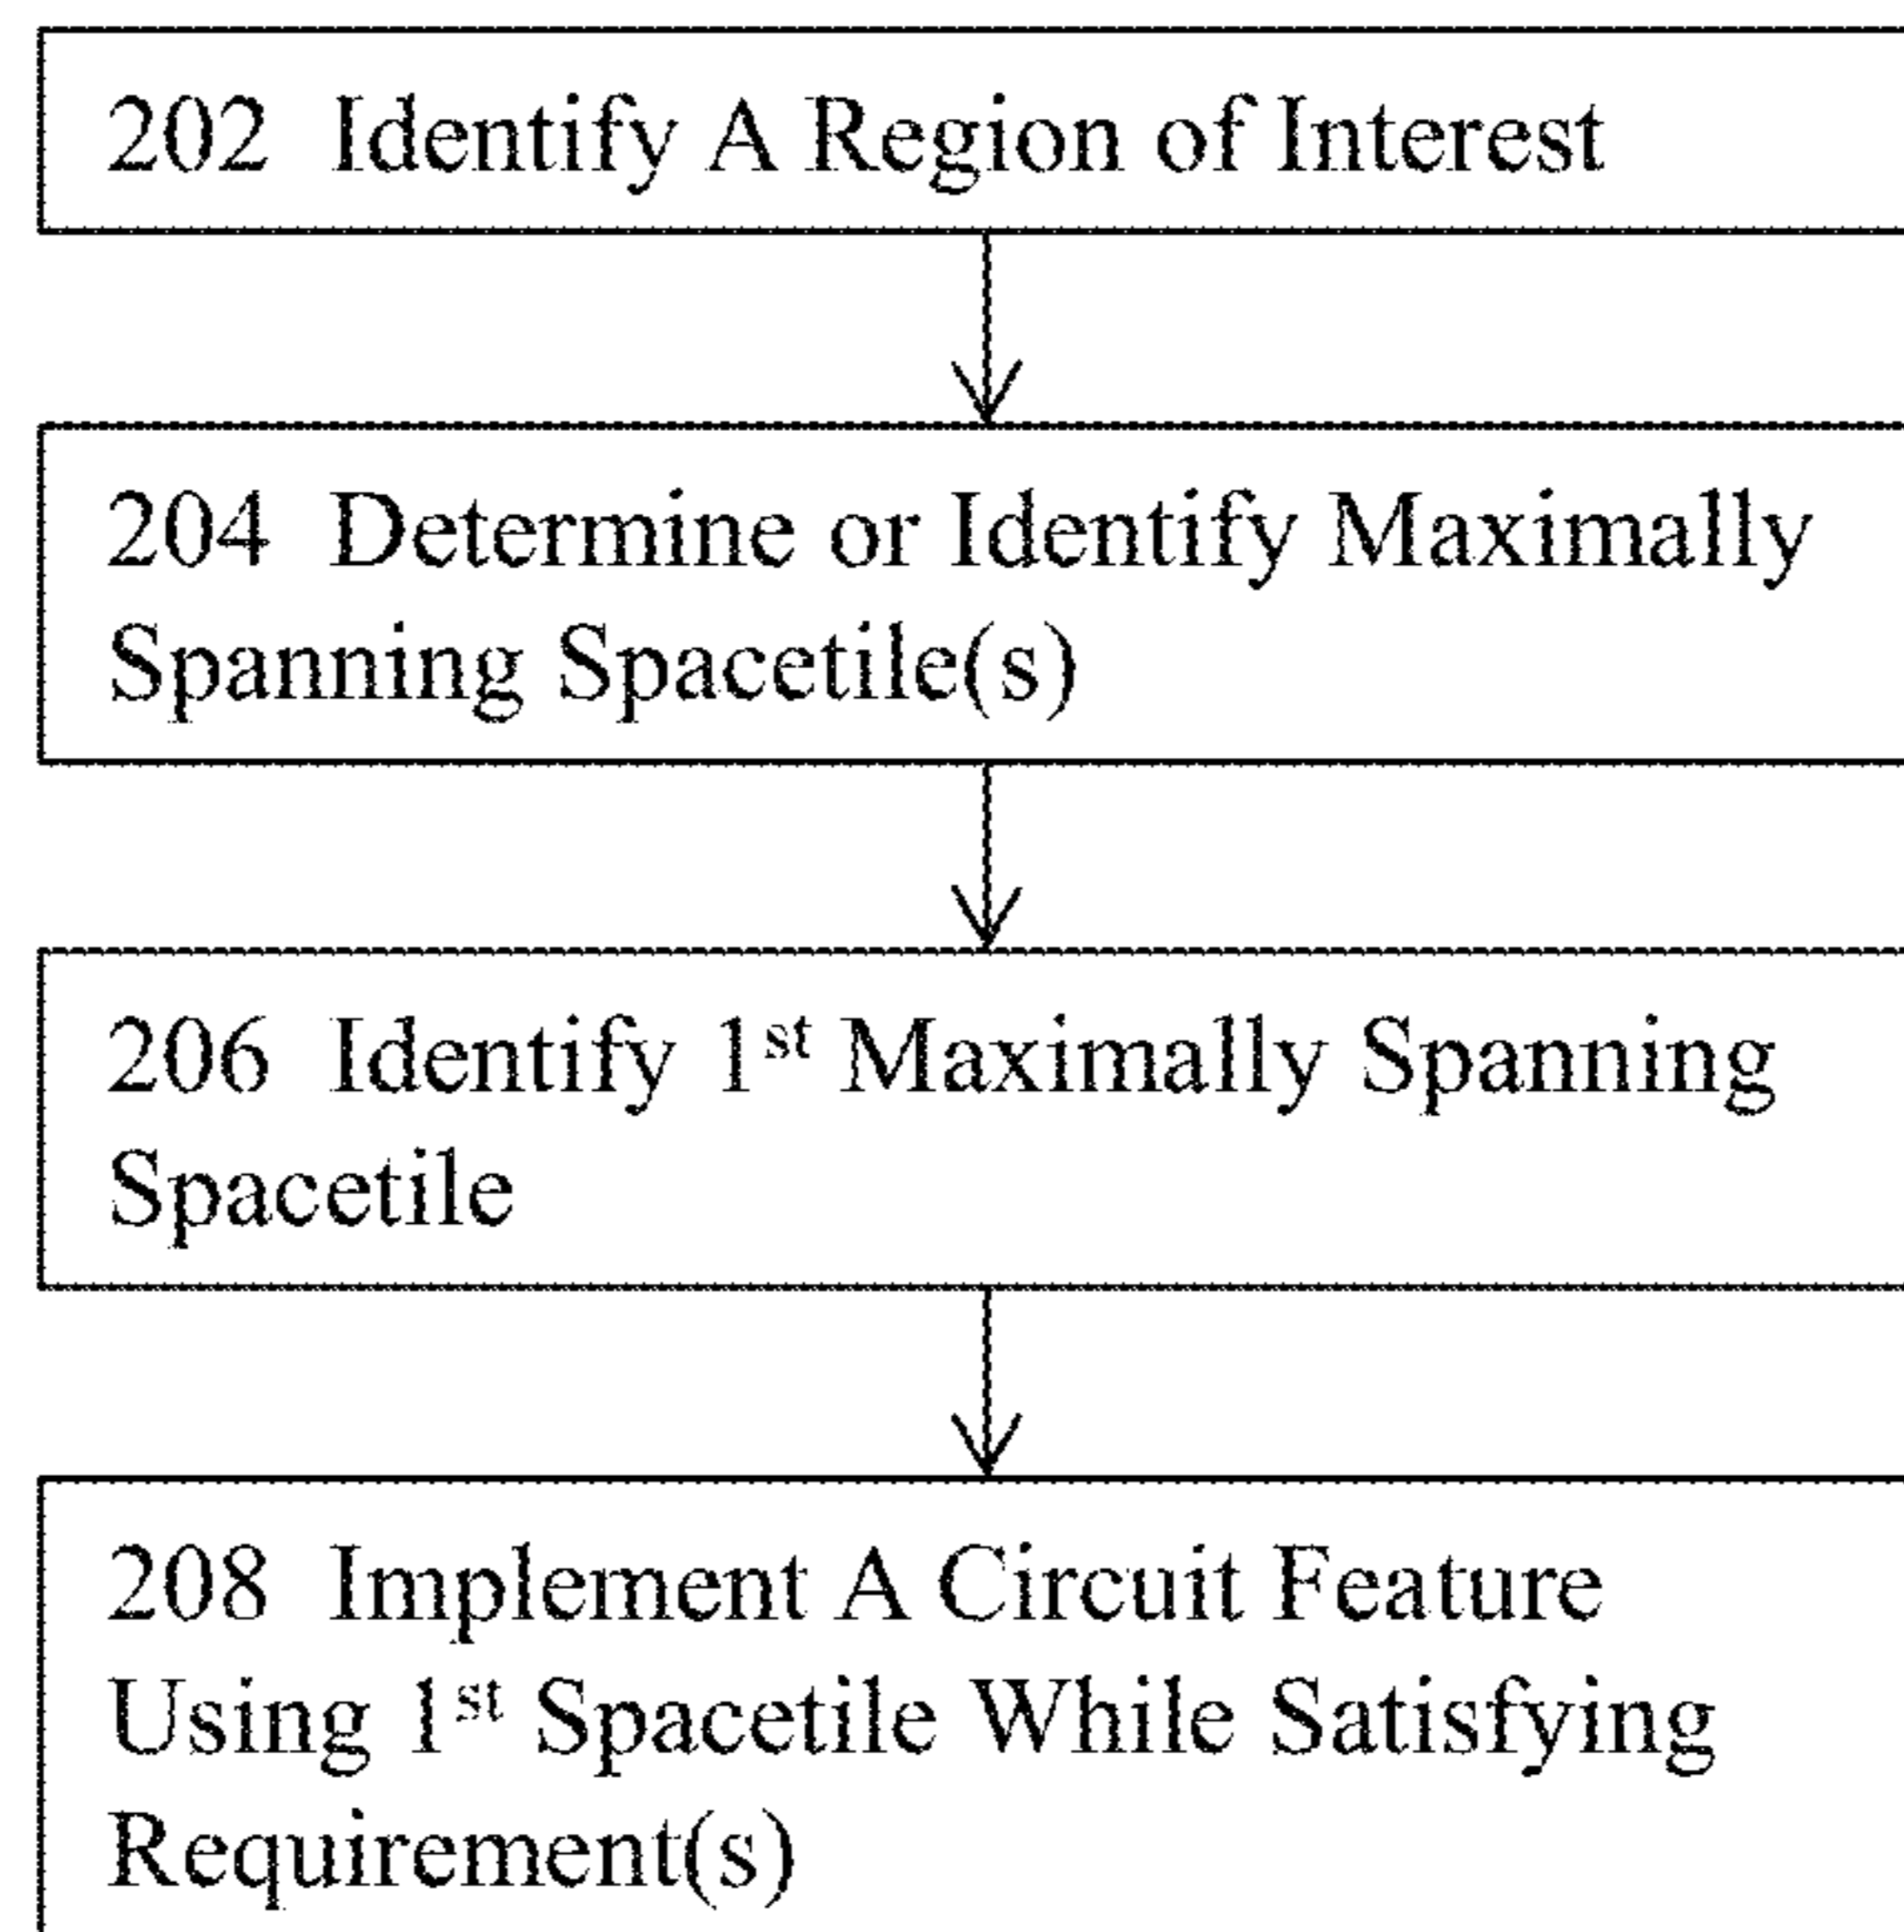 202 Identify A Region of Interest
204 Determine or Identify Maximally
Spanning Spacetile(s)
206 Identify 1st Maximally Spanning
Spacetile
208 Implement A Circuit Feature
Using 1st Spacetile While Satisfying
Requirement(s)